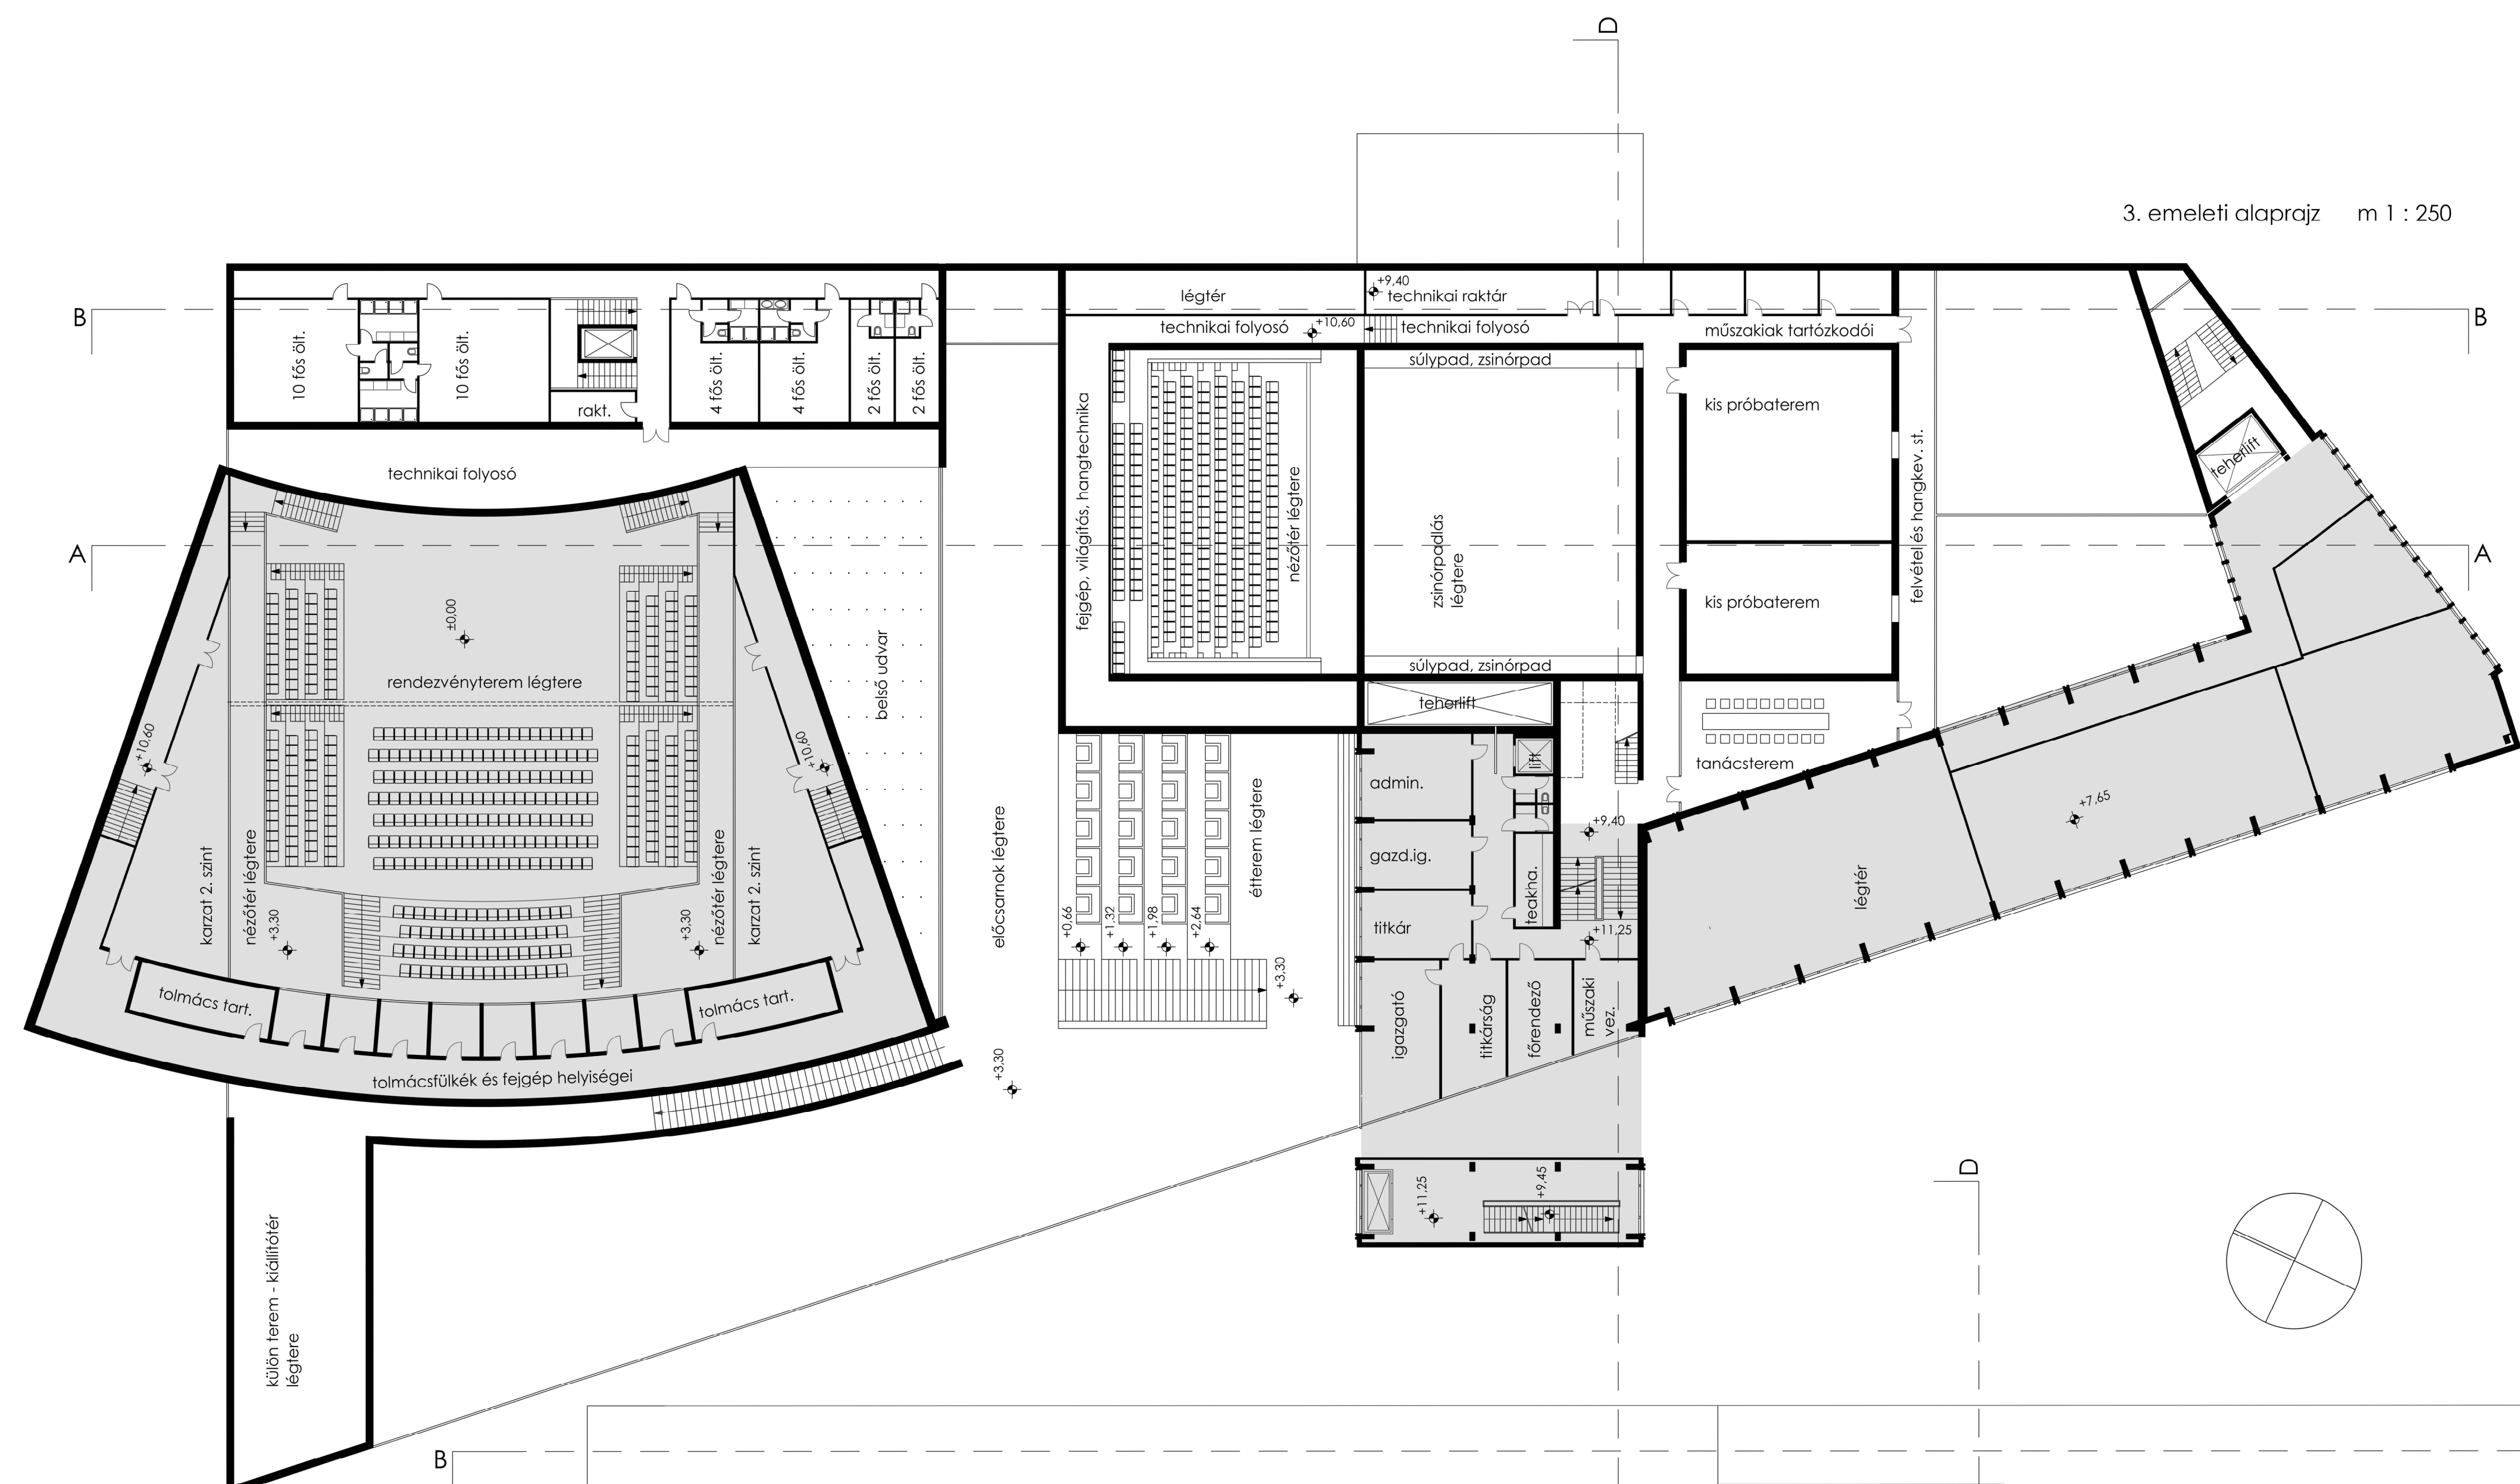 D
3. emeleti alaprajz m 1 : 250
B
B
légtér
+9,40
technikai raktár
technikai folyosó
+10,60
technikai folyosó
műszakiak tartózkodói
10 fős ölt.
10 fős ölt.
rakt.
4 fős ölt.
4 fős ölt.
2 fős ölt.
2 fős ölt.
súlypad, zsinórpad
kis próbaterem
teherlift
technikai folyosó
fejgép, világítás, hangtechnika
nézőtér légtere
zsinórpadlás
légtere
felvétel és hangkev. st.
A
A
±0,00
kis próbaterem
rendezvényterem légtere
belső udvar
súlypad, zsinórpad
teherlift
+10,60
+10,60
lift
tanácsterem
admin.
+7,65
karzat 2. szint
nézőtér légtere
+3,30
+3,30
nézőtér légtere
karzat 2. szint
előcsarnok légtere
étterem légtere
+9,40
gazd.ig.
teakha.
légtér
titkár
+0,66
+1,32
+1,98
+2,64
+11,25
+3,30
tolmács tart.
tolmács tart.
igazgató
titkárság
főrendező
műszaki
vez.
+3,30
tolmácsfülkék és fejgép helyiségei
D
+11,25
+9,45
külön terem - kiállítótér
légtere
B